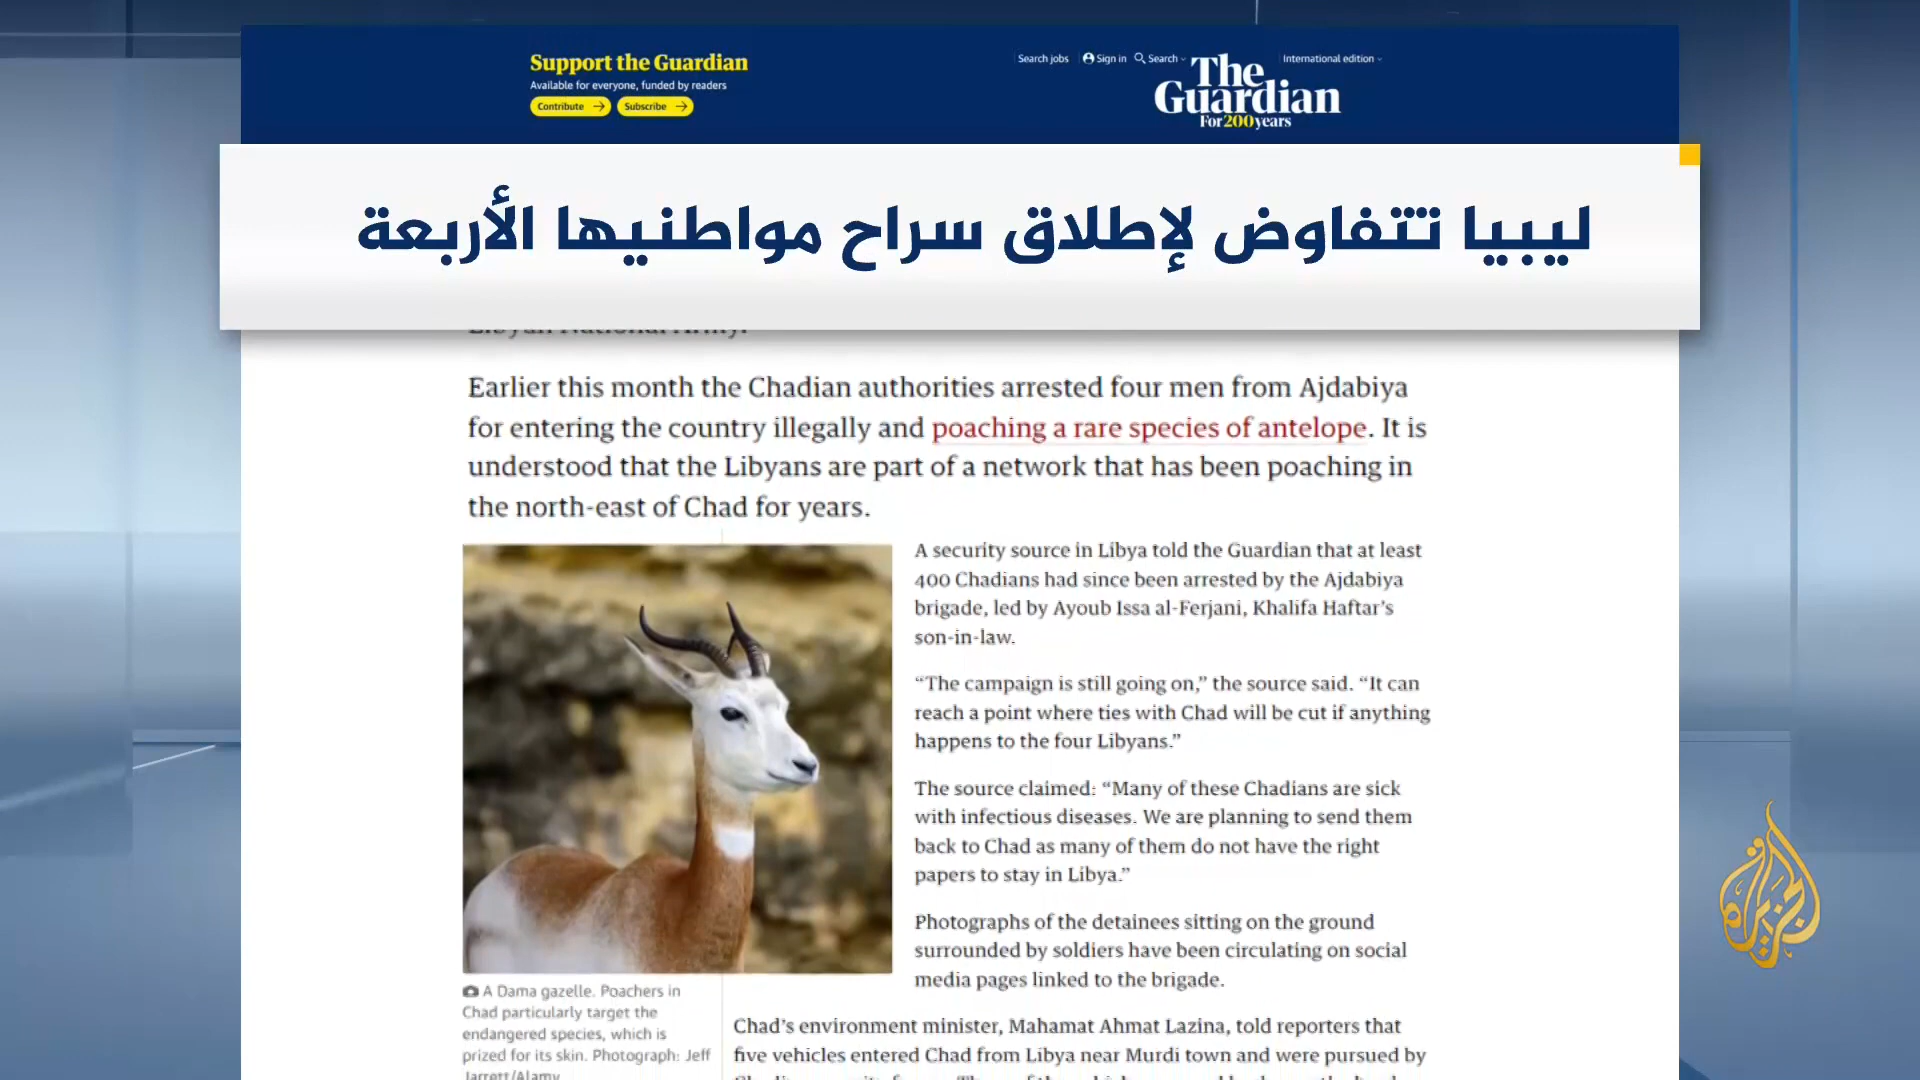 Support the Guardian
Available for everyone, funded by readers
Contribute →
Subscribe →
Search jobs
Sign in
Search
International edition
The
Guardian
For 200 years
ليبيا تتفاوض لإطلاق سراح مواطنيها الأربعة
Libyan National Army.
Earlier this month the Chadian authorities arrested four men from Ajdabiya
for entering the country illegally and poaching a rare species of antelope. It is
understood that the Libyans are part of a network that has been poaching in
the north-east of Chad for years.
A security source in Libya told the Guardian that at least
400 Chadians had since been arrested by the Ajdabiya
brigade, led by Ayoub Issa al-Ferjani, Khalifa Haftar’s
son-in-law.
“The campaign is still going on,” the source said. “It can
reach a point where ties with Chad will be cut if anything
happens to the four Libyans.”
The source claimed: “Many of these Chadians are sick
with infectious diseases. We are planning to send them
back to Chad as many of them do not have the right
papers to stay in Libya.”
Photographs of the detainees sitting on the ground
surrounded by soldiers have been circulating on social
media pages linked to the brigade.
A Dama gazelle. Poachers in
Chad particularly target the
endangered species, which is
prized for its skin. Photograph: Jeff
Jarrett/Alamy
Chad’s environment minister, Mahamat Ahmat Lazina, told reporters that
five vehicles entered Chad from Libya near Murdi town and were pursued by
الجزيرة